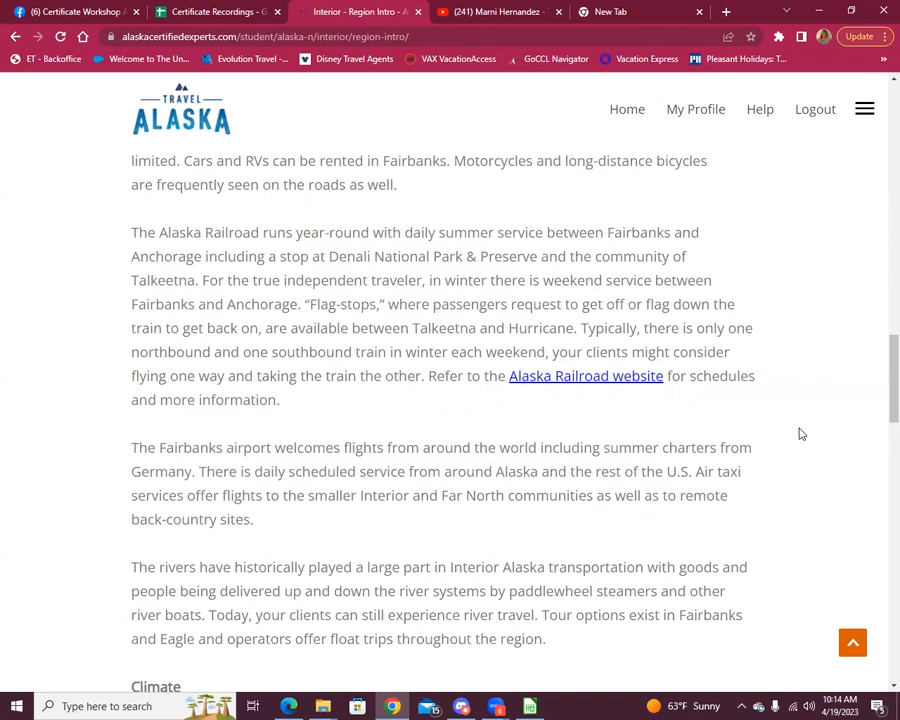 (6) Certificate Workshop A
Certificate Recordings - G
Interior - Region Intro - A
(241) Marni Hernandez -
New Tab
alaskacertifiedexperts.com/student/alaska-n/interior/region-intro/
Update
ET - Backoffice
Welcome to The Un...
Evolution Travel -...
Disney Travel Agents
VAX VacationAccess
GoCCL Navigator
Vacation Express
Pleasant Holidays: T...
TRAVEL
ALASKA
Home
My Profile
Help
Logout
limited. Cars and RVs can be rented in Fairbanks. Motorcycles and long-distance bicycles
are frequently seen on the roads as well.
The Alaska Railroad runs year-round with daily summer service between Fairbanks and
Anchorage including a stop at Denali National Park & Preserve and the community of
Talkeetna. For the true independent traveler, in winter there is weekend service between
Fairbanks and Anchorage. “Flag-stops,” where passengers request to get off or flag down the
train to get back on, are available between Talkeetna and Hurricane. Typically, there is only one
northbound and one southbound train in winter each weekend, your clients might consider
flying one way and taking the train the other. Refer to the Alaska Railroad website for schedules
and more information.
The Fairbanks airport welcomes flights from around the world including summer charters from
Germany. There is daily scheduled service from around Alaska and the rest of the U.S. Air taxi
services offer flights to the smaller Interior and Far North communities as well as to remote
back-country sites.
The rivers have historically played a large part in Interior Alaska transportation with goods and
people being delivered up and down the river systems by paddlewheel steamers and other
river boats. Today, your clients can still experience river travel. Tour options exist in Fairbanks
and Eagle and operators offer float trips throughout the region.
Climate
Type here to search
15
63°F Sunny
10:14 AM
4/19/2023
5